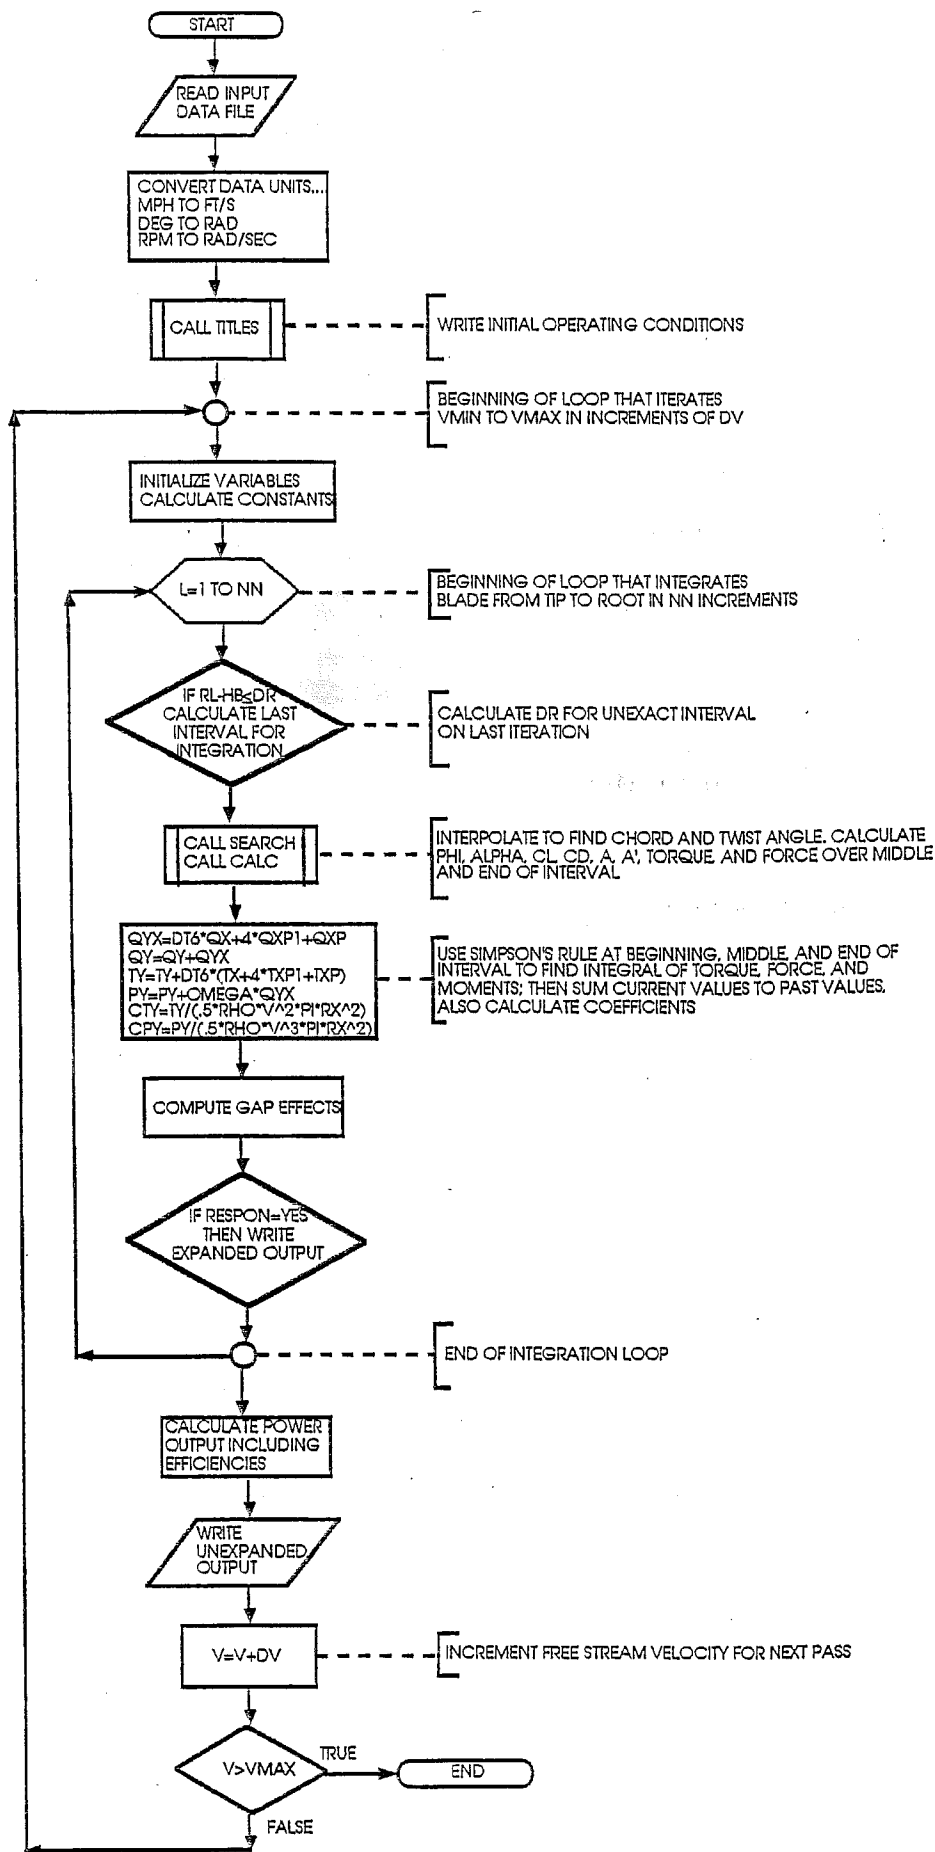 START
READ INPUT
DATA FILE
CONVERT DATA UNITS...
MPH TO FT/S
DEG TO RAD
RPM TO RAD/SEC
CALL TITLES
WRITE INITIAL OPERATING CONDITIONS
BEGINNING OF LOOP THAT ITERATES
VMIN TO VMAX IN INCREMENTS OF DV
INITIALIZE VARIABLES
CALCULATE CONSTANTS
L=1 TO NN
BEGINNING OF LOOP THAT INTEGRATES
BLADE FROM TIP TO ROOT IN NN INCREMENTS
IF RL-HB≤DR
CALCULATE LAST
INTERVAL FOR
INTEGRATION
CALCULATE DR FOR UNEXACT INTERVAL
ON LAST ITERATION
CALL SEARCH
CALL CALC
INTERPOLATE TO FIND CHORD AND TWIST ANGLE. CALCULATE
PHI, ALPHA, CL, CD, A, A', TORQUE, AND FORCE OVER MIDDLE
AND END OF INTERVAL
QYX=DT6*QX+4*QXP1+QXP
QY=QY+QYX
TY=TY+DT6*(TX+4*TXP1+TXP)
PY=PY+OMEGA*QYX
CTY=TY/(.5*RHO*V^2*PI*RX^2)
CPY=PY/(.5*RHO*V^3*PI*RX^2)
USE SIMPSON'S RULE AT BEGINNING, MIDDLE, AND END OF
INTERVAL TO FIND INTEGRAL OF TORQUE, FORCE, AND
MOMENTS; THEN SUM CURRENT VALUES TO PAST VALUES,
ALSO CALCULATE COEFFICIENTS
COMPUTE GAP EFFECTS
IF RESPON=YES
THEN WRITE
EXPANDED OUTPUT
END OF INTEGRATION LOOP
CALCULATE POWER
OUTPUT INCLUDING
EFFICIENCIES
WRITE
UNEXPANDED
OUTPUT
V=V+DV
INCREMENT FREE STREAM VELOCITY FOR NEXT PASS
V>VMAX
TRUE
END
FALSE